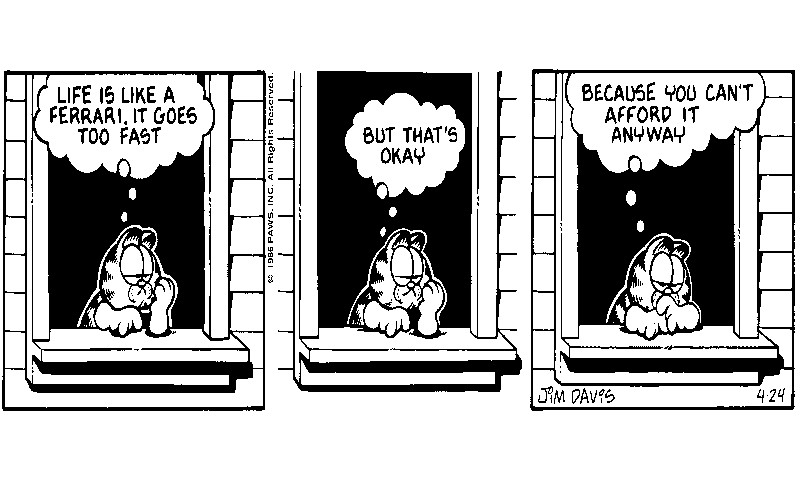 LIFE IS LIKE A
FERRARI. IT GOES
TOO FAST
© 1986 PAWS, INC. All Rights Reserved.
BUT THAT'S
OKAY
BECAUSE YOU CAN'T
AFFORD IT
ANYWAY
JIM DAVIS
4-24